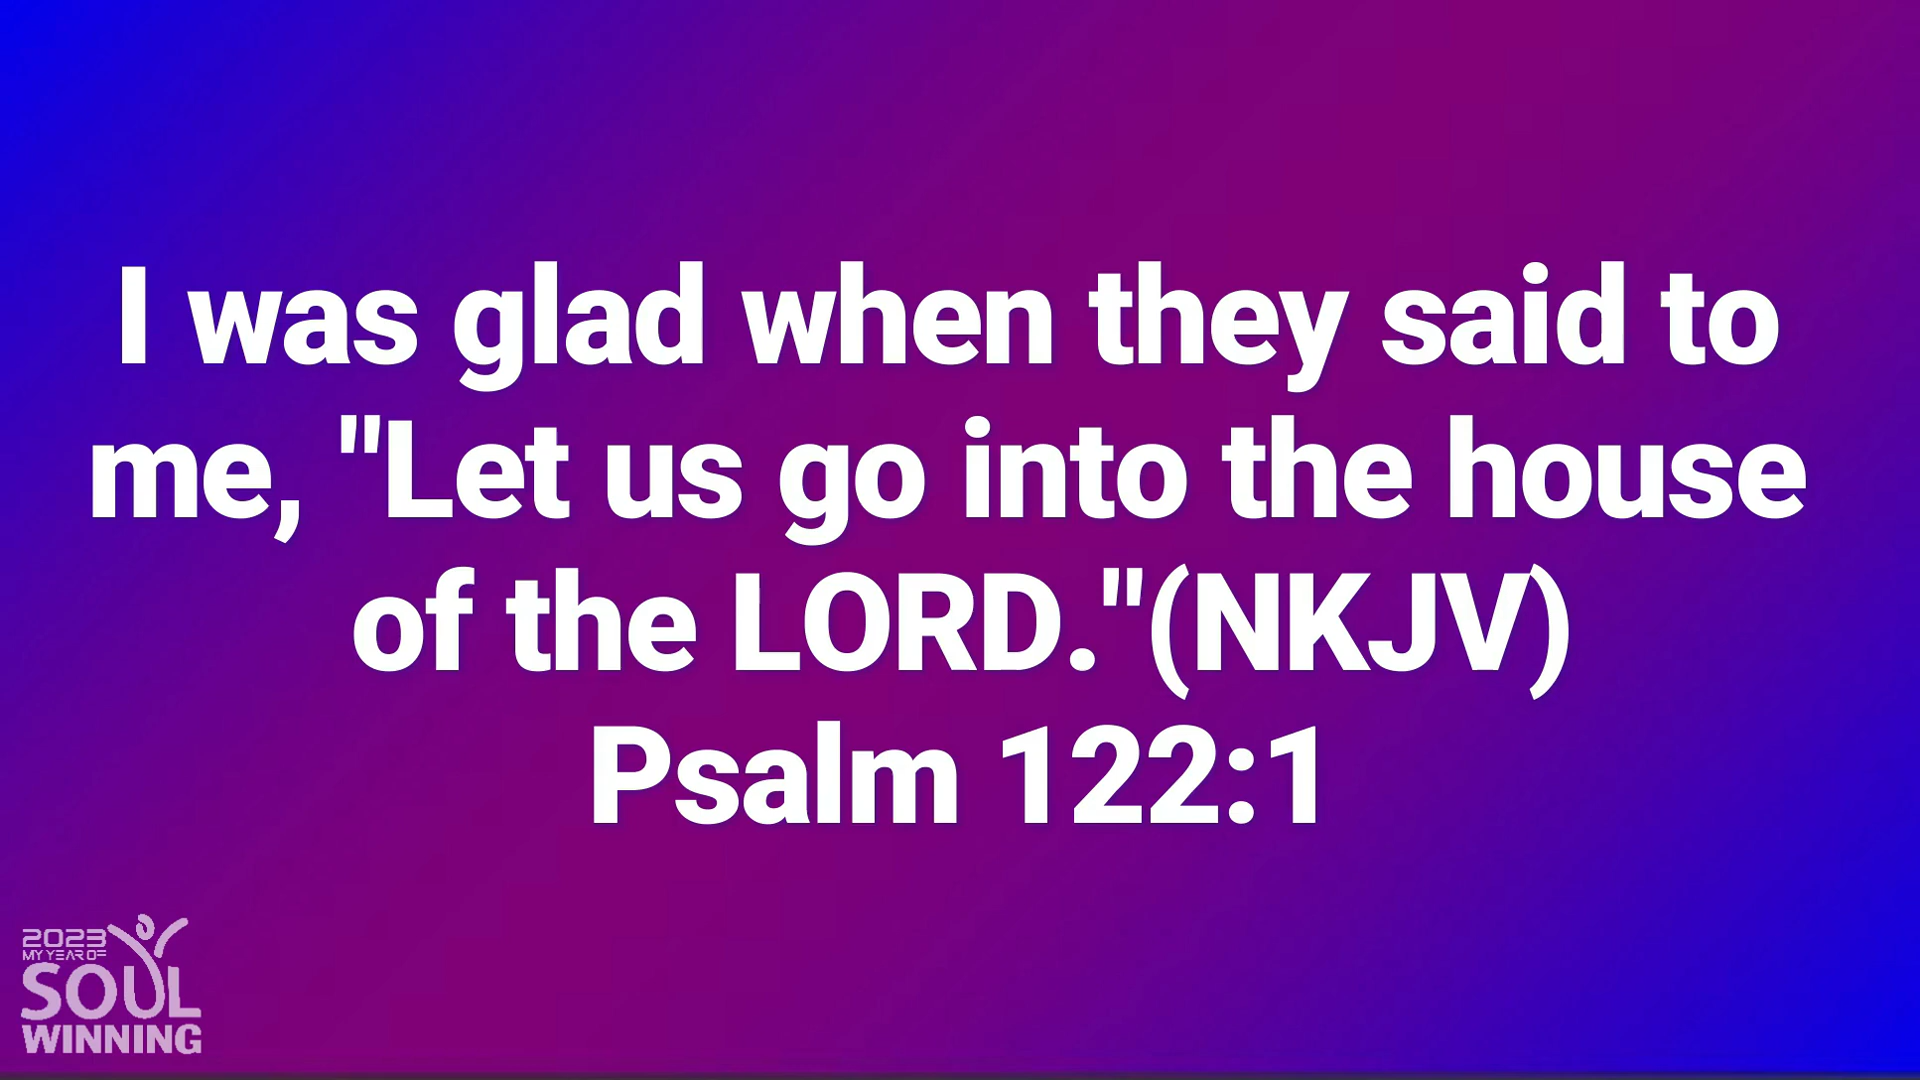 I was glad when they said to
me, "Let us go into the house
of the LORD."(NKJV)
Psalm 122:1
2023
MY YEAR OF
SOUL
WINNING